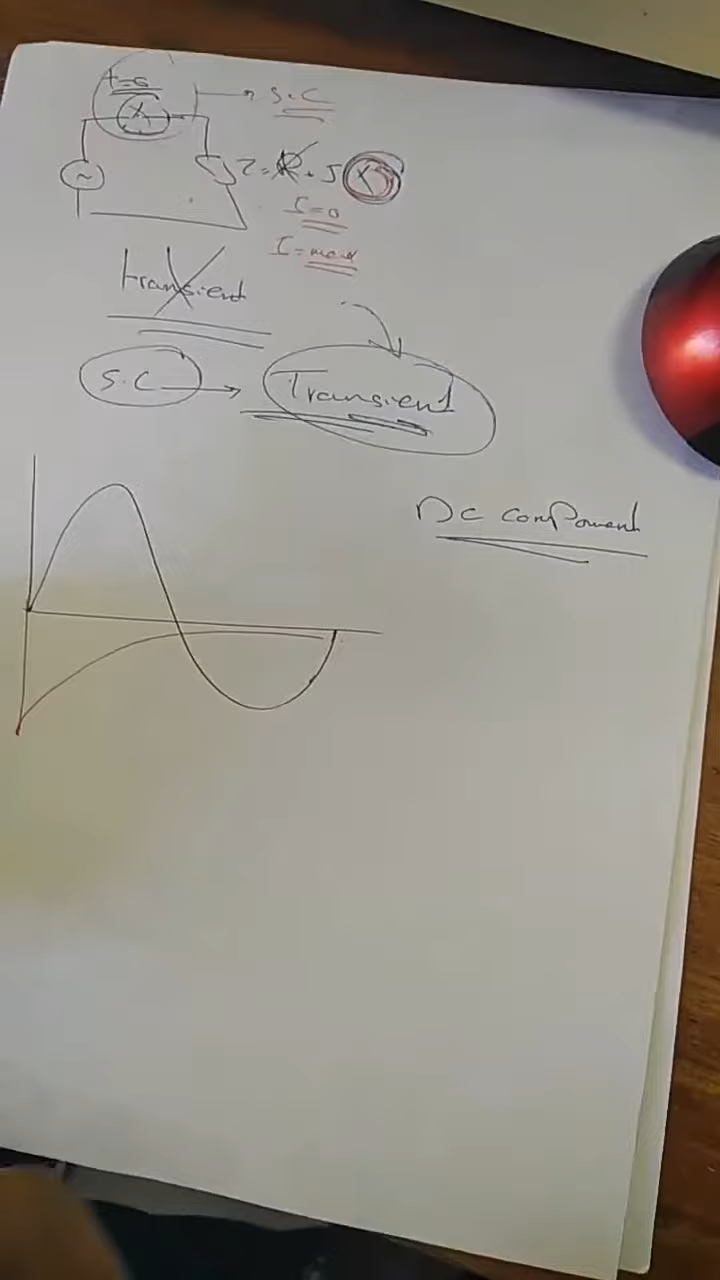 t=0
S.C
Z = R + J X
I=0
I = max
transient
S.C → Transient
DC component